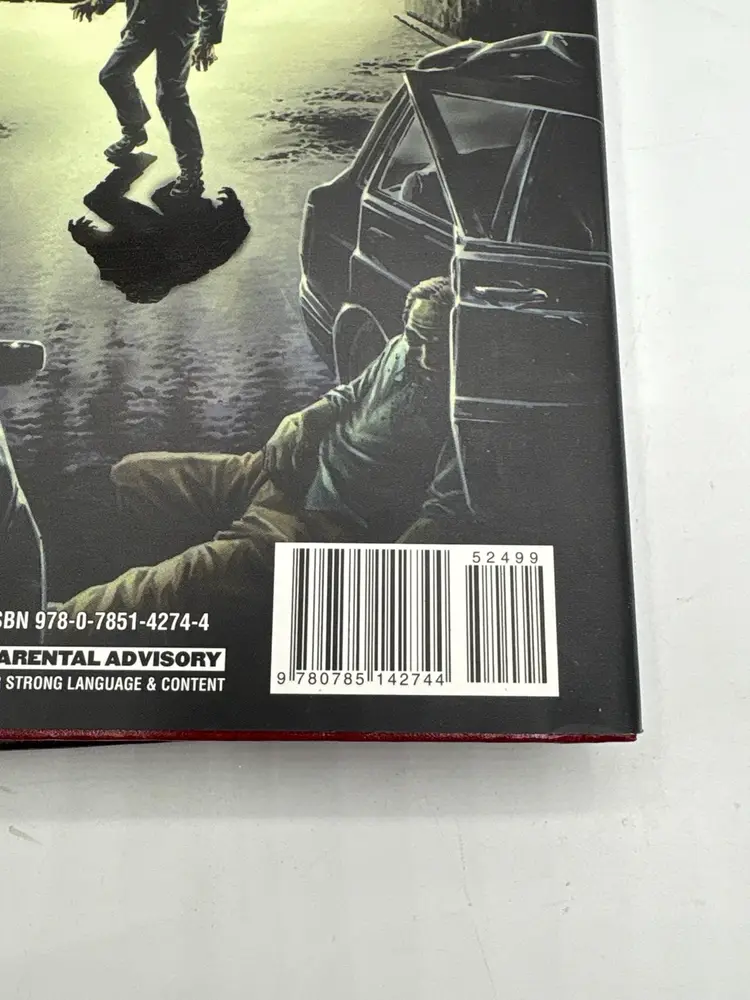 52499
SBN 978-0-7851-4274-4
ARENTAL ADVISORY
STRONG LANGUAGE & CONTENT
9 780785 142744